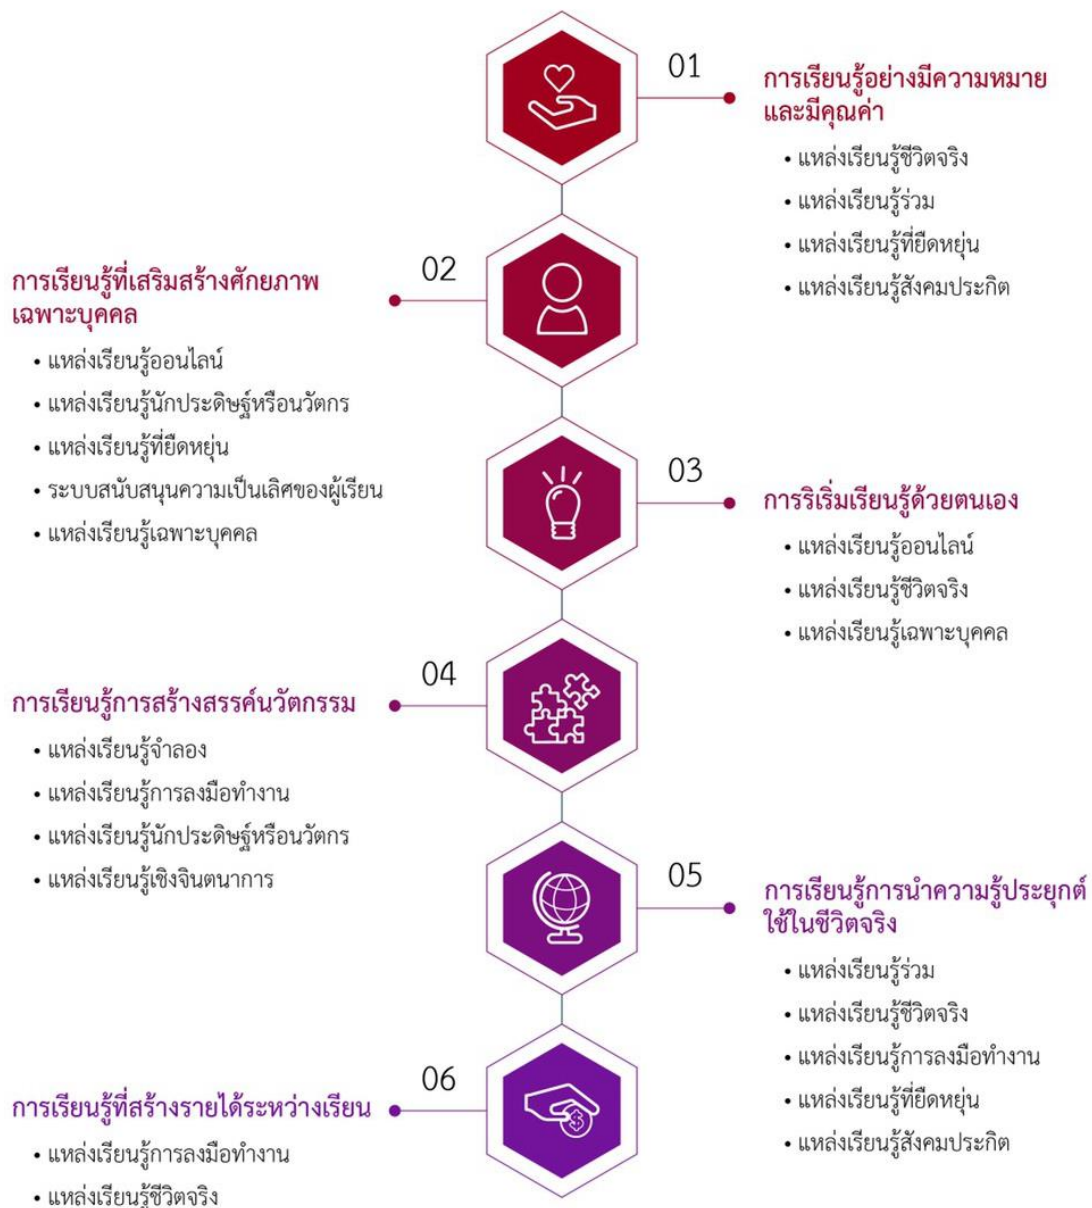 01
การเรียนรู้อย่างมีความหมาย
และมีคุณค่า
• แหล่งเรียนรู้ชีวิตจริง
• แหล่งเรียนรู้ร่วม
• แหล่งเรียนรู้ที่ยืดหยุ่น
• แหล่งเรียนรู้สังคมประกิต
02
การเรียนรู้ที่เสริมสร้างศักยภาพ
เฉพาะบุคคล
• แหล่งเรียนรู้ออนไลน์
• แหล่งเรียนรู้นักประดิษฐ์หรือนวัตกร
• แหล่งเรียนรู้ที่ยืดหยุ่น
• ระบบสนับสนุนความเป็นเลิศของผู้เรียน
• แหล่งเรียนรู้เฉพาะบุคคล
03
การริเริ่มเรียนรู้ด้วยตนเอง
• แหล่งเรียนรู้ออนไลน์
• แหล่งเรียนรู้ชีวิตจริง
• แหล่งเรียนรู้เฉพาะบุคคล
04
การเรียนรู้การสร้างสรรค์นวัตกรรม
• แหล่งเรียนรู้จำลอง
• แหล่งเรียนรู้การลงมือทำงาน
• แหล่งเรียนรู้นักประดิษฐ์หรือนวัตกร
• แหล่งเรียนรู้เชิงจินตนาการ
05
การเรียนรู้การนำความรู้ประยุกต์
ใช้ในชีวิตจริง
• แหล่งเรียนรู้ร่วม
• แหล่งเรียนรู้ชีวิตจริง
• แหล่งเรียนรู้การลงมือทำงาน
• แหล่งเรียนรู้ที่ยืดหยุ่น
• แหล่งเรียนรู้สังคมประกิต
06
การเรียนรู้ที่สร้างรายได้ระหว่างเรียน
• แหล่งเรียนรู้การลงมือทำงาน
• แหล่งเรียนรู้ชีวิตจริง
$